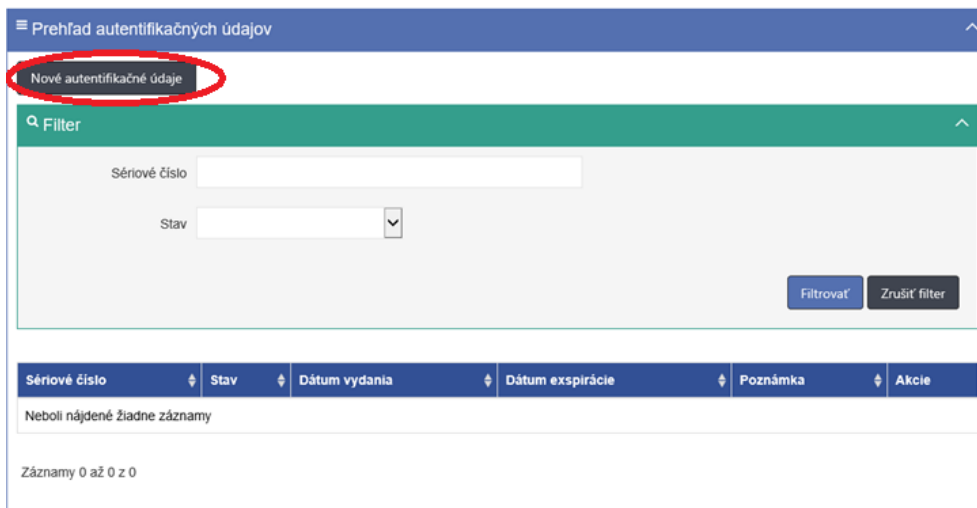 Prehľad autentifikačných údajov
Nové autentifikačné údaje
Filter
Sériové číslo
Stav
Filtrovať Zrušiť filter
Sériové číslo Stav Dátum vydania Dátum exspirácie Poznámka Akcie
Neboli nájdené žiadne záznamy
Záznamy 0 až 0 z 0